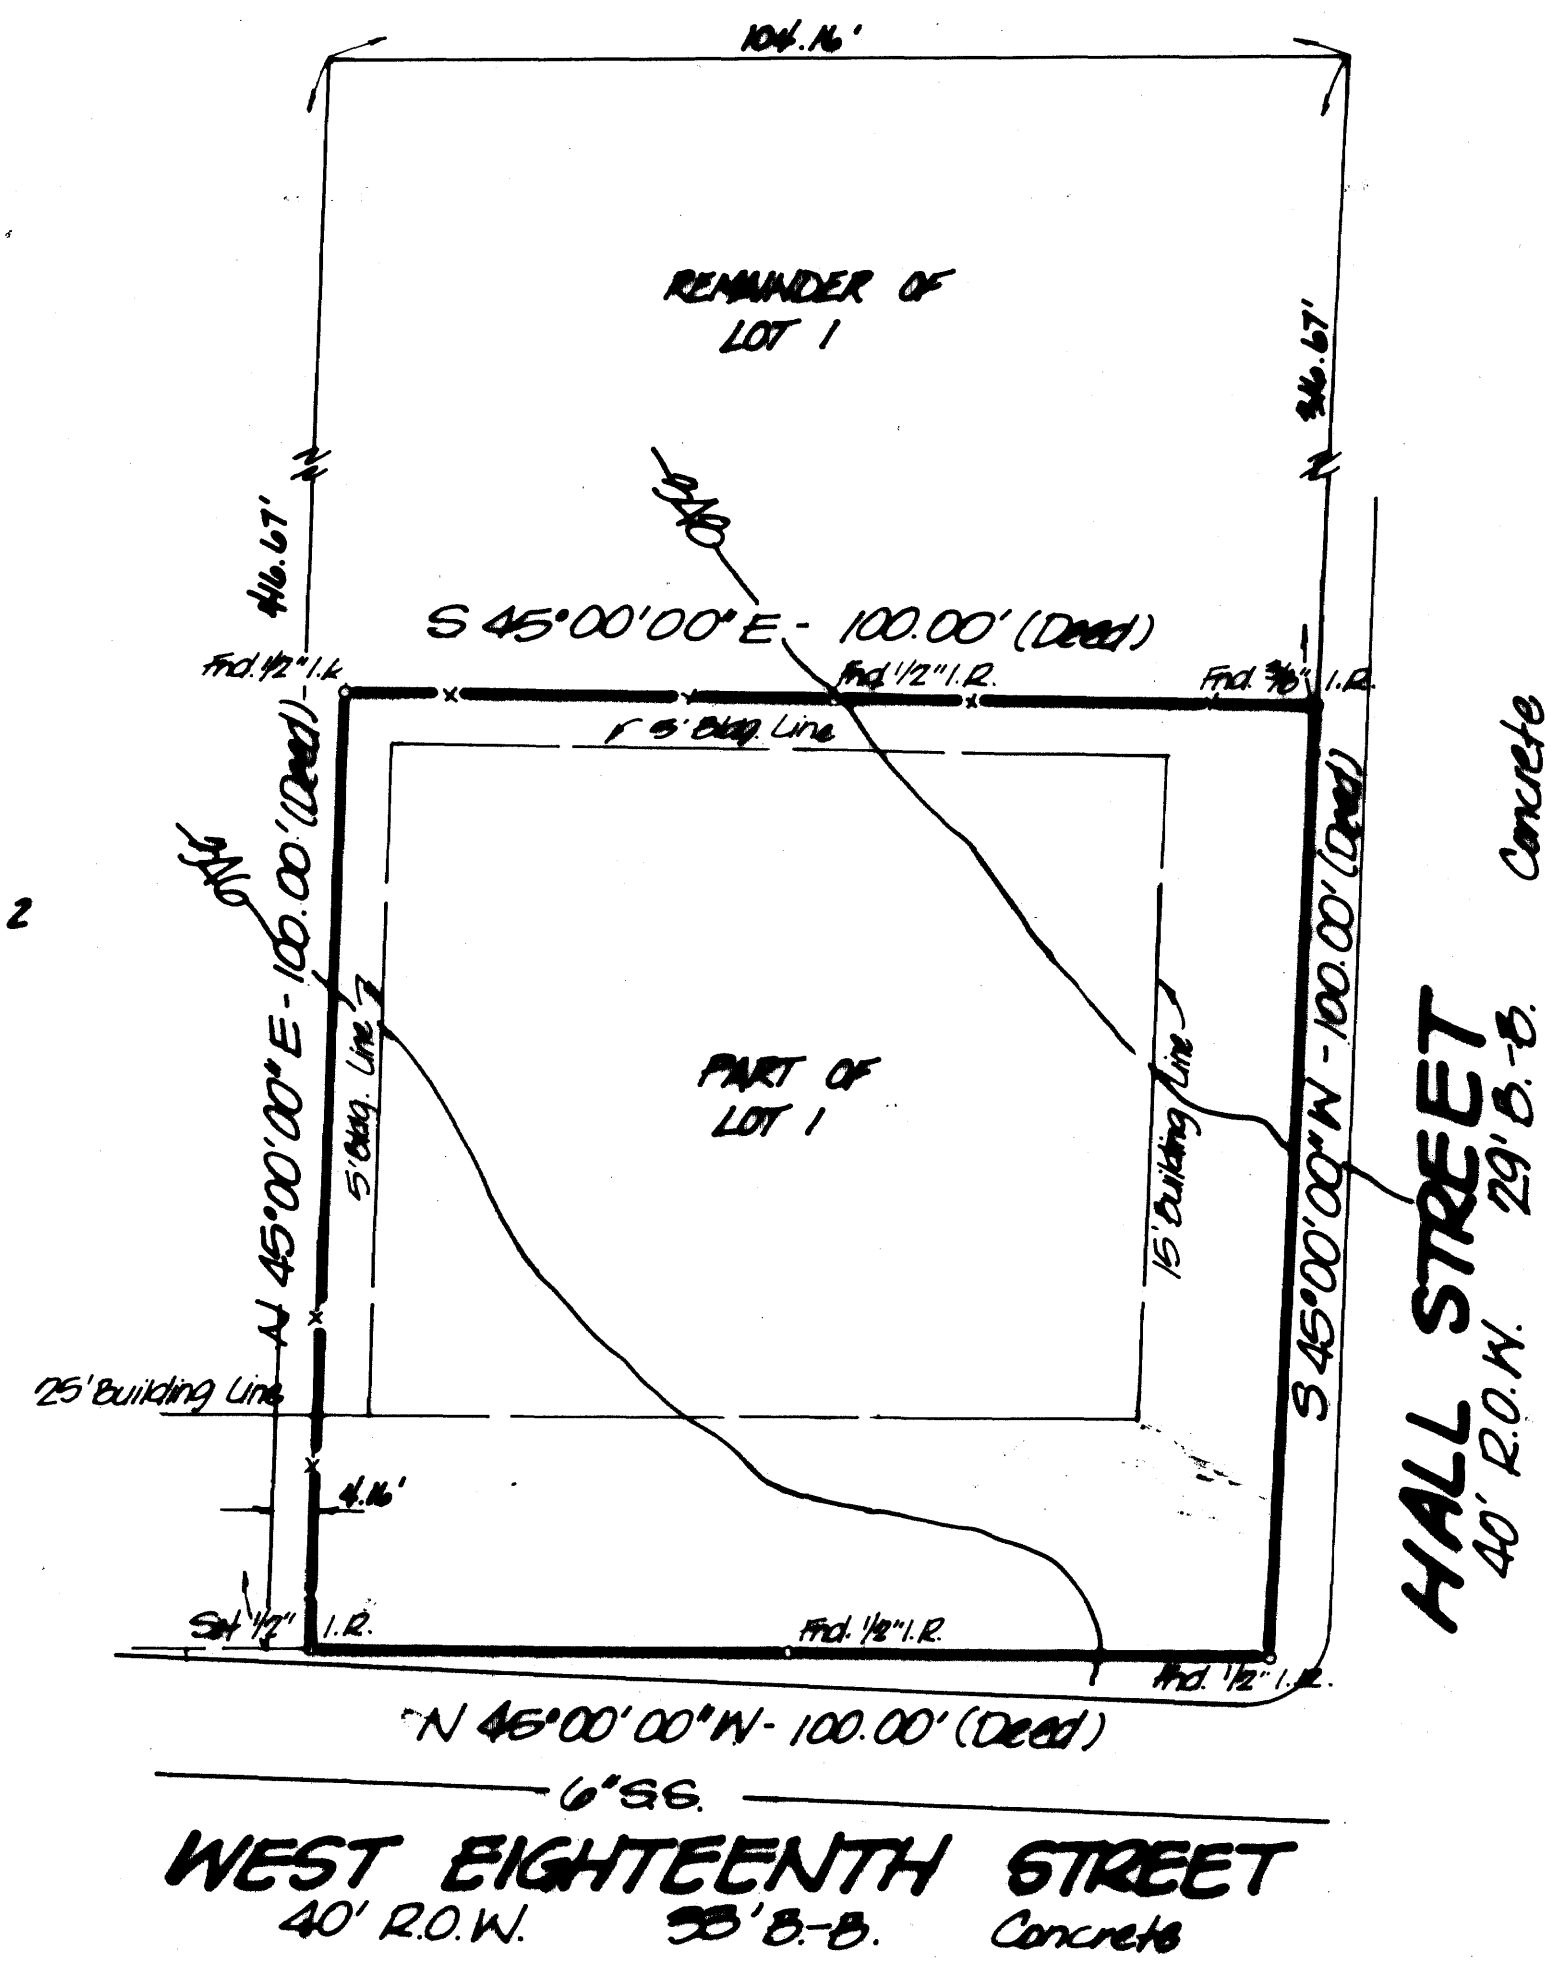 104.16'
REMAINDER OF
LOT 1
316.67'
416.67'
S 45°00'00" E - 100.00' (Deed)
Fnd. 1/2" I.R.
Fnd. 1/2" I.R.
Fnd. 3/8" I.R.
5' Bldg. Line
N 45°00'00" E - 100.00' (Deed)
5' Bldg. Line
2
PART OF
LOT 1
15' Building Line
S 45°00'00" W - 100.00' (Deed)
HALL STREET
40' R.O.W. 29' B.-B. Concrete
25' Building Line
4.16'
Set 1/2" I.R.
Fnd. 1/2" I.R.
Fnd. 1/2" I.R.
N 45°00'00" W - 100.00' (Deed)
6" S.S.
WEST EIGHTEENTH STREET
40' R.O.W. 38' B.-B. Concrete